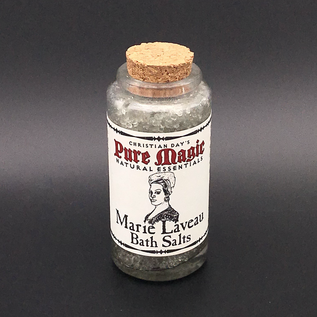 CHRISTIAN DAY'S
Pure Magic
NATURAL ESSENTIALS
Marie Laveau
Bath Salts